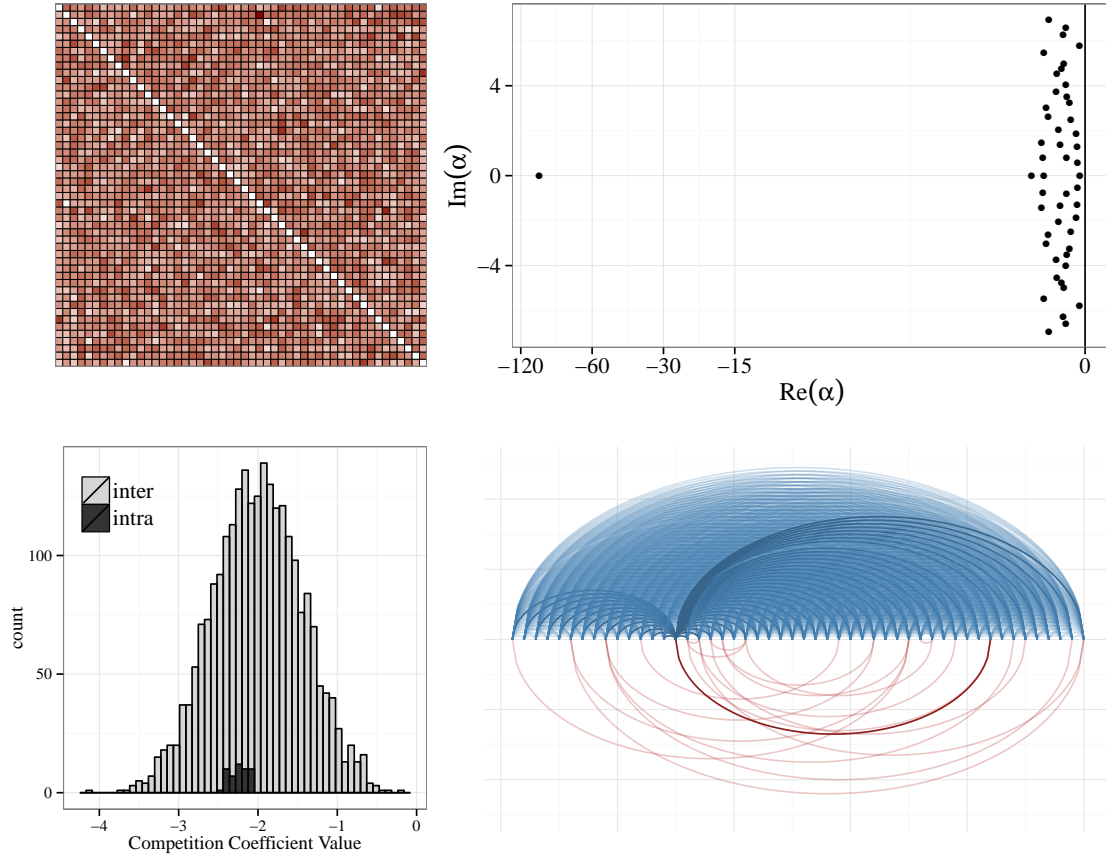 4
0
−4
Im(α)
−120 −60 −30 −15 0
Re(α)
inter
intra
100
50
0
count
−4 −3 −2 −1 0
Competition Coefficient Value